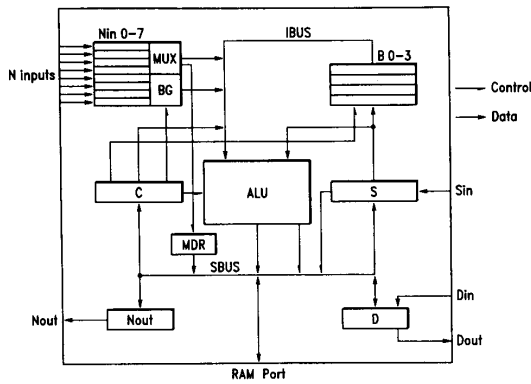 Nin 0-7
IBUS
B 0-3
MUX
N inputs
BG
Control
Data
C
ALU
S
Sin
MDR
SBUS
Din
Nout
Nout
D
Dout
RAM Port